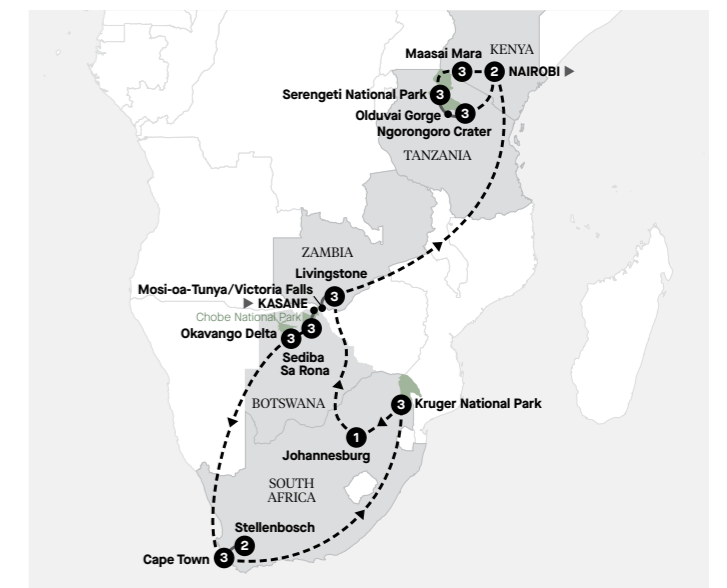 Maasai Mara
KENYA
3
2
NAIROBI ▶
Serengeti National Park
3
Olduvai Gorge
3
Ngorongoro Crater
TANZANIA
ZAMBIA
Livingstone
Mosi-oa-Tunya/Victoria Falls
3
▶ KASANE
Chobe National Park
Okavango Delta
3
3
Sediba
Sa Rona
BOTSWANA
3
Kruger National Park
1
Johannesburg
SOUTH
AFRICA
Stellenbosch
2
Cape Town
3